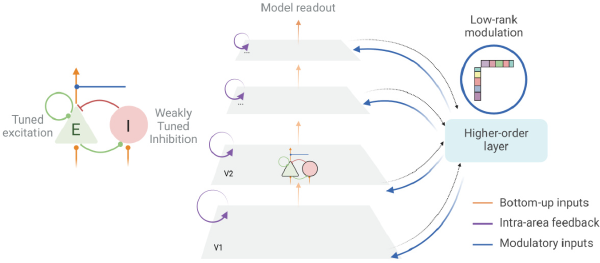 Model readout
Low-rank
modulation
Tuned
excitation
E
I
Weakly
Tuned
Inhibition
...
...
V2
V1
Higher-order
layer
Bottom-up inputs
Intra-area feedback
Modulatory inputs